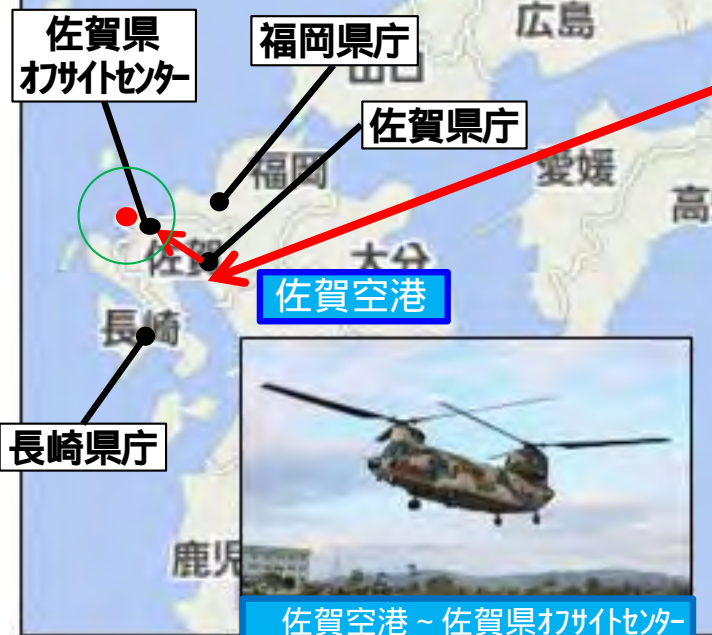 広島
佐賀県
オフサイトセンター
福岡県庁
山口
佐賀県庁
福岡
愛媛
高
佐賀
大分
佐賀空港
長崎
長崎県庁
鹿児
佐賀空港~佐賀県オフサイトセンター